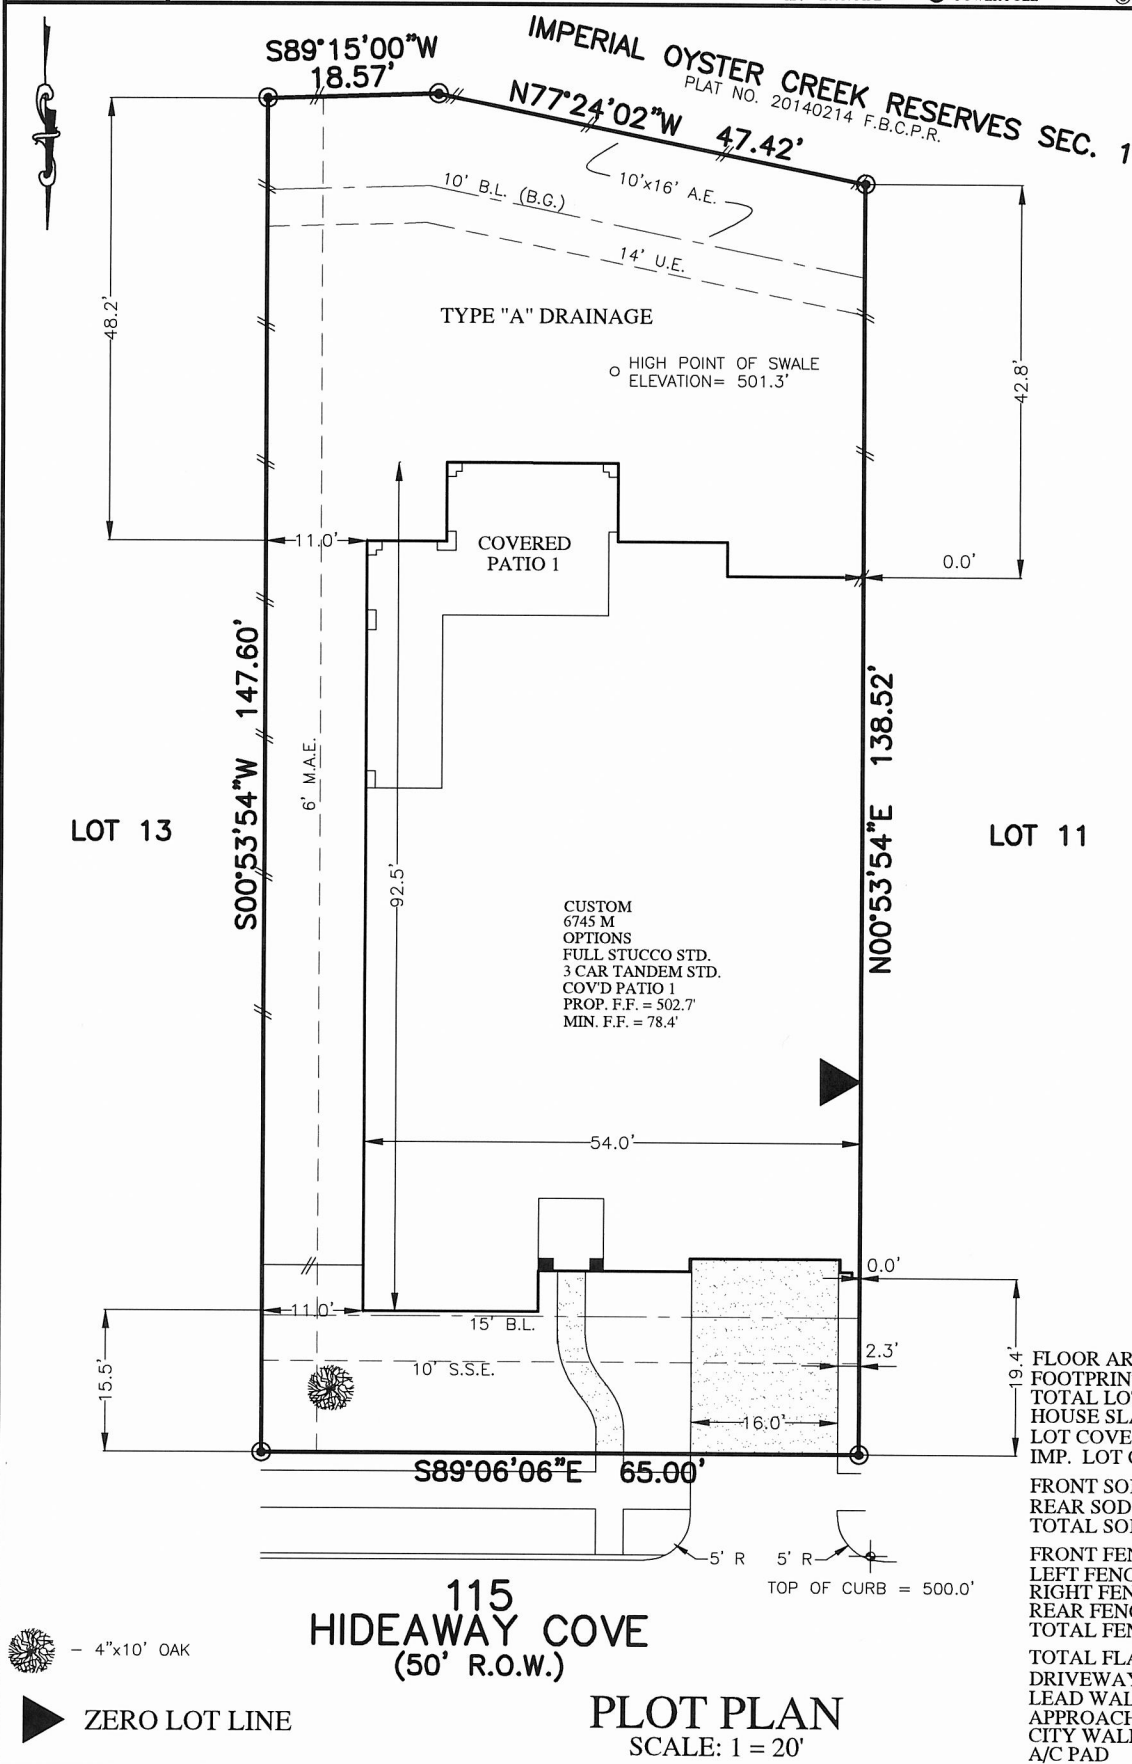 S89°15'00"W
18.57'
IMPERIAL OYSTER CREEK RESERVES SEC. 1
PLAT NO. 20140214 F.B.C.P.R.
N77°24'02"W 47.42'
10'x16' A.E.
10' B.L. (B.G.)
14' U.E.
48.2'
TYPE "A" DRAINAGE
HIGH POINT OF SWALE
ELEVATION= 501.3'
42.8'
11.0'
COVERED
PATIO 1
0.0'
S00°53'54"W 147.60'
6' M.A.E.
N00°53'54"E 138.52'
LOT 13
LOT 11
92.5'
CUSTOM
6745 M
OPTIONS
FULL STUCCO STD.
3 CAR TANDEM STD.
COV'D PATIO 1
PROP. F.F. = 502.7'
MIN. F.F. = 78.4'
54.0'
0.0'
11.0'
15' B.L.
2.3'
15.5'
10' S.S.E.
19.4'
16.0'
S89°06'06"E 65.00'
5' R 5' R
TOP OF CURB = 500.0'
115
HIDEAWAY COVE
(50' R.O.W.)
- 4"x10' OAK
ZERO LOT LINE
PLOT PLAN
SCALE: 1 = 20'
FLOOR AR
FOOTPRIN
TOTAL LO
HOUSE SLA
LOT COVE
IMP. LOT
FRONT SO
REAR SOD
TOTAL SO
FRONT FEN
LEFT FENC
RIGHT FEN
REAR FENC
TOTAL FEN
TOTAL FLA
DRIVEWAY
LEAD WAL
APPROACH
CITY WALL
A/C PAD